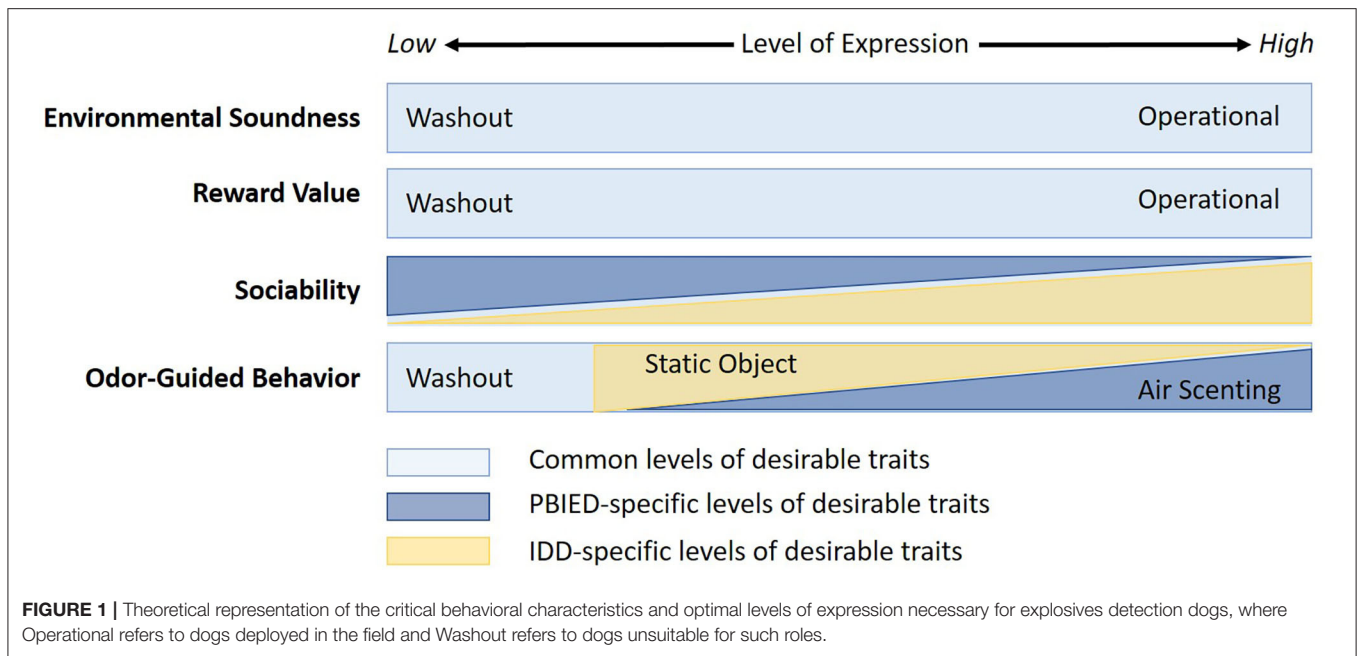 Low Level of Expression High
Environmental Soundness Washout Operational
Reward Value Washout Operational
Sociability
Odor-Guided Behavior Washout Static Object Air Scenting
Common levels of desirable traits
PBIED-specific levels of desirable traits
IDD-specific levels of desirable traits
FIGURE 1 | Theoretical representation of the critical behavioral characteristics and optimal levels of expression necessary for explosives detection dogs, where
Operational refers to dogs deployed in the field and Washout refers to dogs unsuitable for such roles.